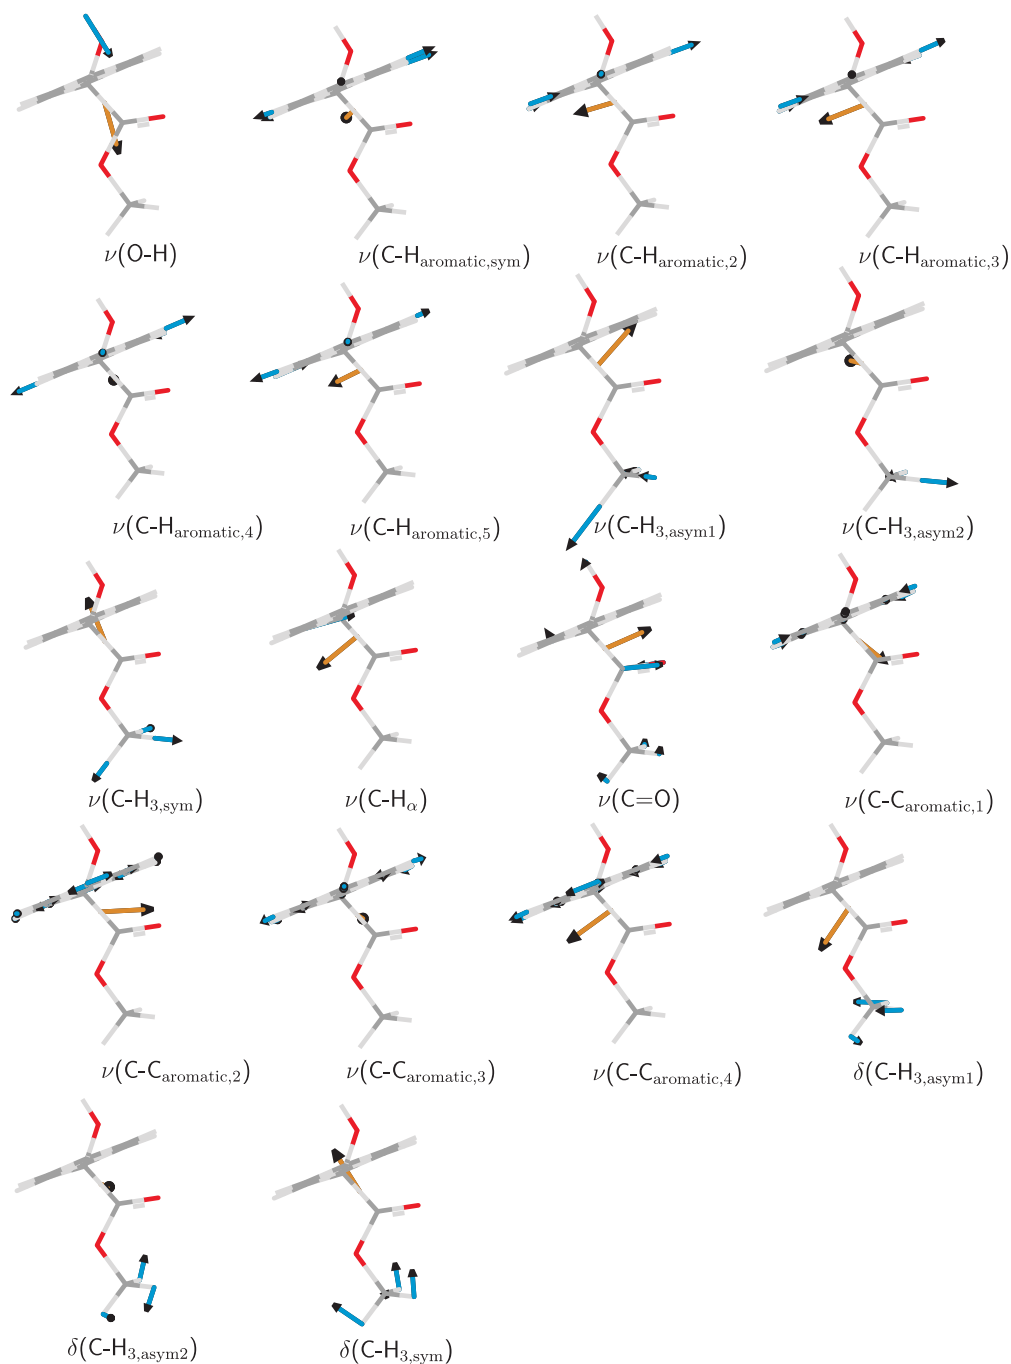 ν(O-H) ν(C-H_aromatic,sym) ν(C-H_aromatic,2) ν(C-H_aromatic,3)
ν(C-H_aromatic,4) ν(C-H_aromatic,5) ν(C-H_3,asym1) ν(C-H_3,asym2)
ν(C-H_3,sym) ν(C-H_α) ν(C=O) ν(C-C_aromatic,1)
ν(C-C_aromatic,2) ν(C-C_aromatic,3) ν(C-C_aromatic,4) δ(C-H_3,asym1)
δ(C-H_3,asym2) δ(C-H_3,sym)